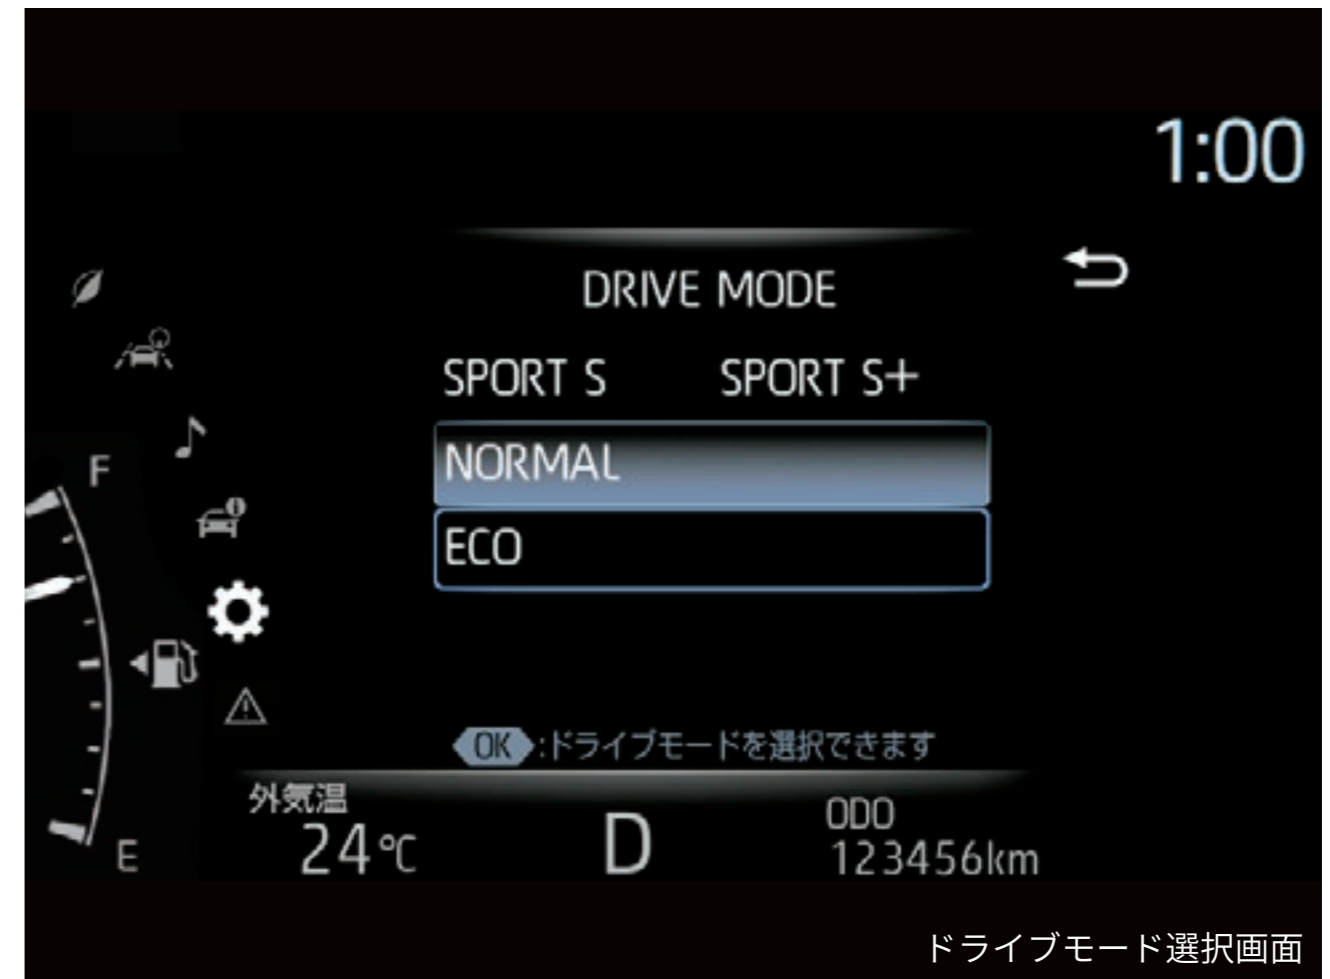 1:00
DRIVE MODE
SPORT S SPORT S+
NORMAL
ECO
F
E
OK :ドライブモードを選択できます
外気温
24℃
D
ODO
123456km
ドライブモード選択画面